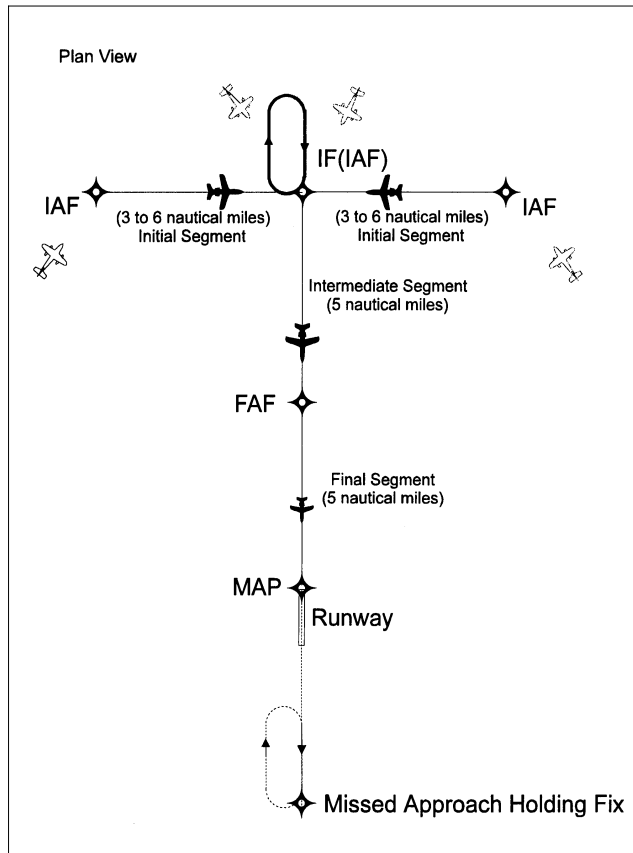 Plan View
IF(IAF)
IAF
IAF
(3 to 6 nautical miles)
Initial Segment
(3 to 6 nautical miles)
Initial Segment
Intermediate Segment
(5 nautical miles)
FAF
Final Segment
(5 nautical miles)
MAP
Runway
Missed Approach Holding Fix